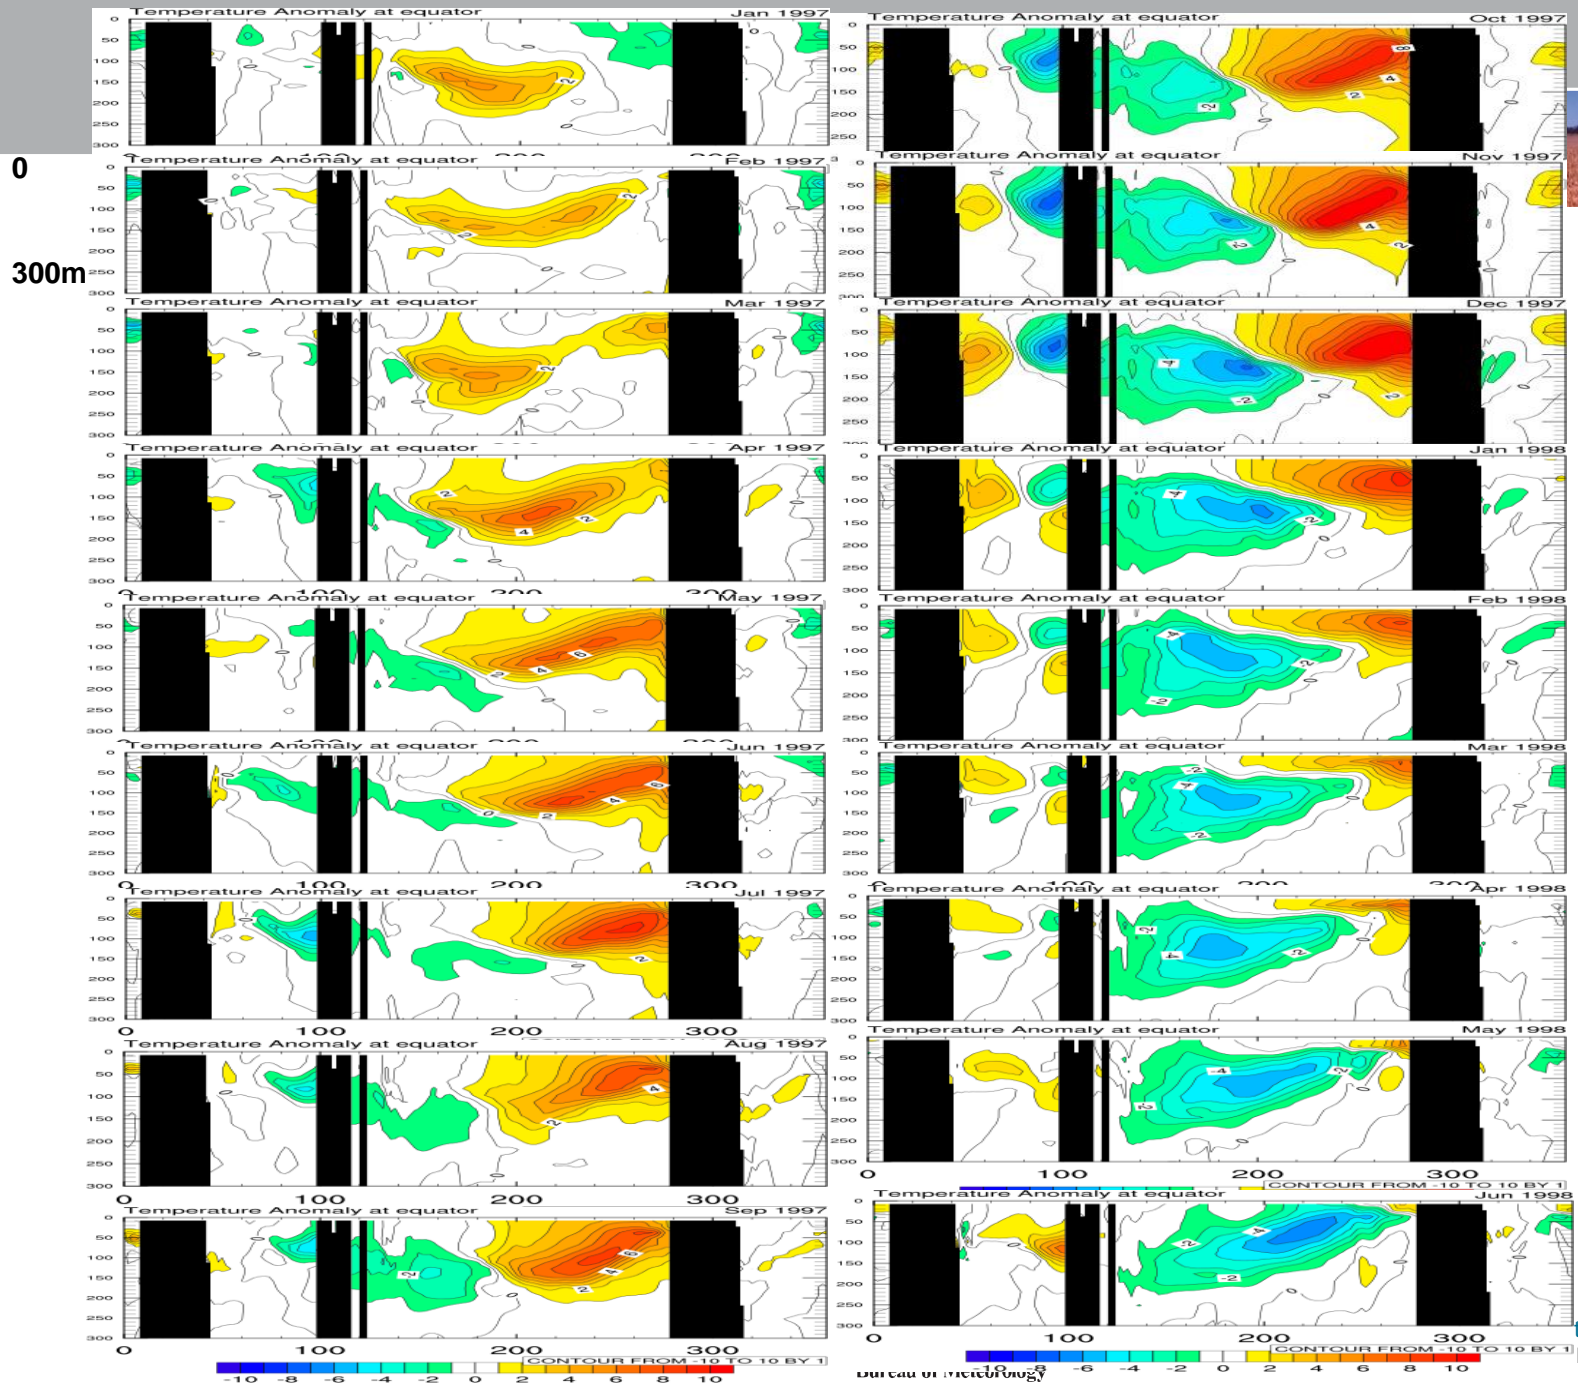 Temperature Anomaly at equator Jan 1997
0
300m
Temperature Anomaly at equator Feb 1997
Temperature Anomaly at equator Mar 1997
Temperature Anomaly at equator Apr 1997
Temperature Anomaly at equator May 1997
Temperature Anomaly at equator Jun 1997
Temperature Anomaly at equator Jul 1997
0 100 200 300
Temperature Anomaly at equator Aug 1997
0 100 200 300
Temperature Anomaly at equator Sep 1997
0 100 200 300
CONTOUR FROM -10 TO 10 BY 1
-10 -8 -6 -4 -2 0 2 4 6 8 10
Temperature Anomaly at equator Oct 1997
Temperature Anomaly at equator Nov 1997
Temperature Anomaly at equator Dec 1997
Temperature Anomaly at equator Jan 1998
Temperature Anomaly at equator Feb 1998
Temperature Anomaly at equator Mar 1998
Temperature Anomaly at equator Apr 1998
Temperature Anomaly at equator May 1998
0 100 200 300
CONTOUR FROM -10 TO 10 BY 1
Temperature Anomaly at equator Jun 1998
0 100 200 300
CONTOUR FROM -10 TO 10 BY 1
-10 -8 -6 -4 -2 0 2 4 6 8 10
Bureau of Meteorology